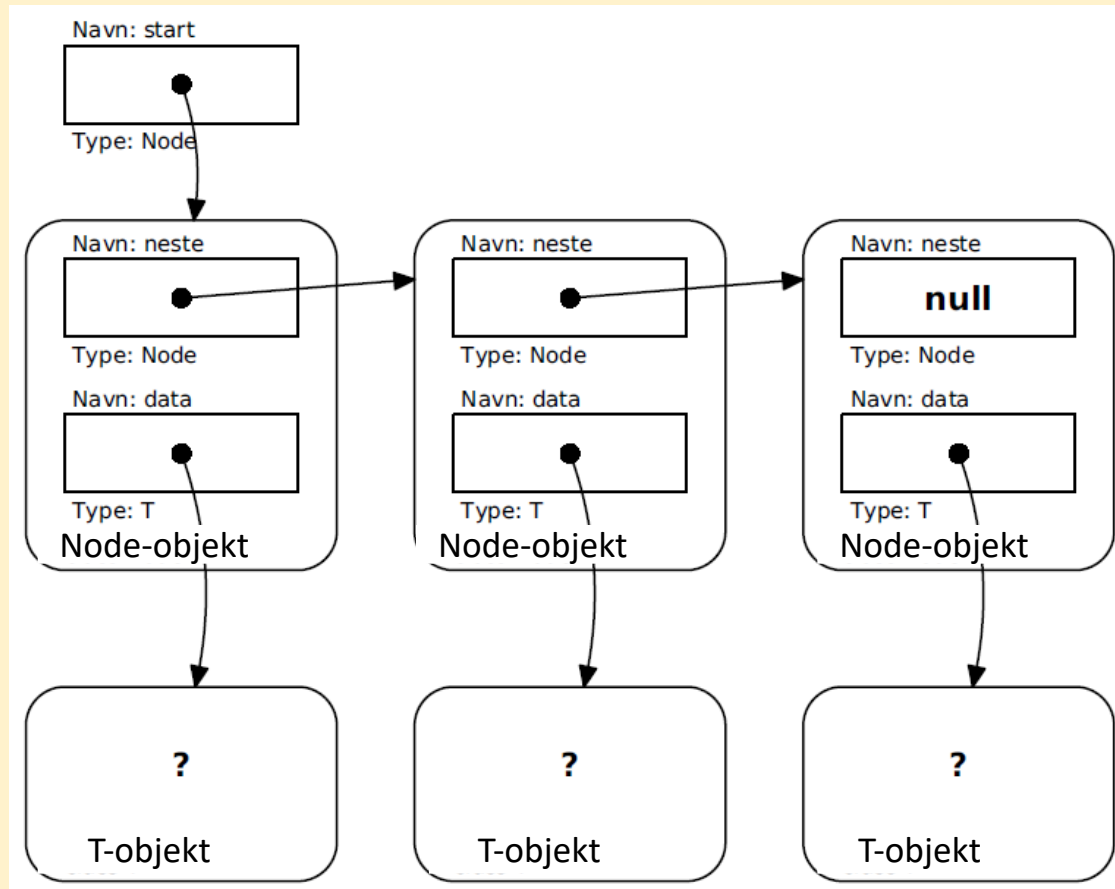 Navn: start
Type: Node
Navn: neste
Type: Node
Navn: data
Type: T
Node-objekt
Navn: neste
Type: Node
Navn: data
Type: T
Node-objekt
Navn: neste
null
Type: Node
Navn: data
Type: T
Node-objekt
?
T-objekt
?
T-objekt
?
T-objekt